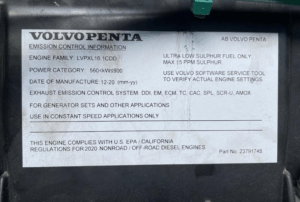 VOLVO PENTA
AB VOLVO PENTA
EMISSION CONTROL INFORMATION
ENGINE FAMILY: LVPXL16.1CDD
ULTRA LOW SULPHUR FUEL ONLY,
MAX 15 PPM SULPHUR.
POWER CATEGORY: 560<kW≤900
USE VOLVO SOFTWARE SERVICE TOOL
TO VERIFY ACTUAL ENGINE SETTINGS
DATE OF MANUFACTURE: 12-20 (mm-yy)
EXHAUST EMISSION CONTROL SYSTEM: DDI, EM, ECM, TC, CAC, SPL, SCR-U, AMOX
FOR GENERATOR SETS AND OTHER APPLICATIONS
USE IN CONSTANT SPEED APPLICATIONS ONLY
THIS ENGINE COMPLIES WITH U.S. EPA / CALIFORNIA
REGULATIONS FOR 2020 NONROAD / OFF-ROAD DIESEL ENGINES
Part No.